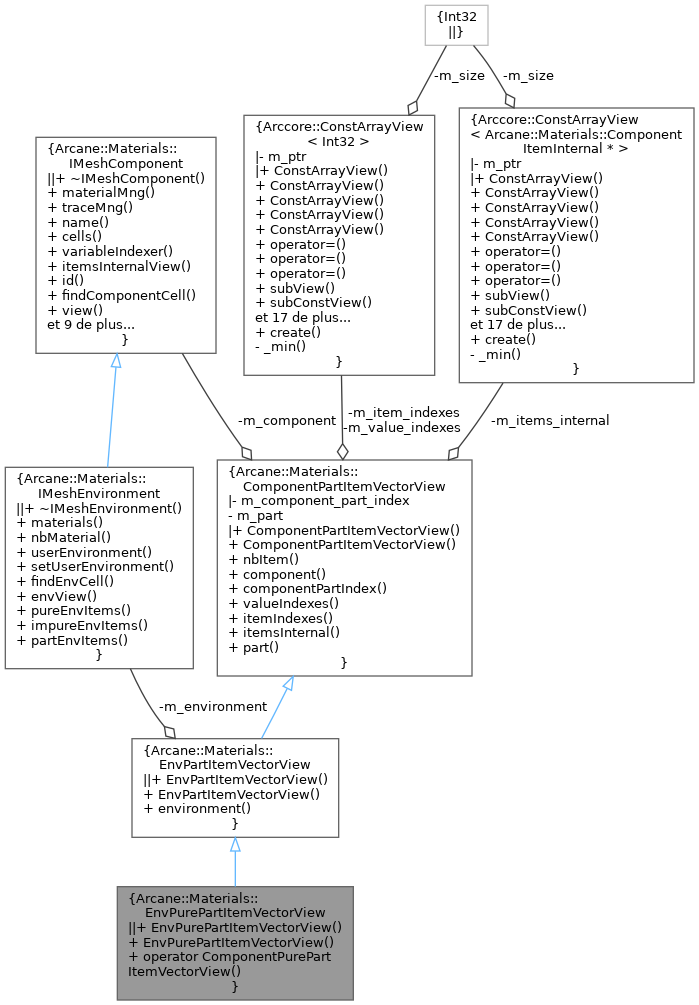 {Int32
||}
-m_size
-m_size
{Arcane::Materials::
IMeshComponent
||+ ~IMeshComponent()
+ materialMng()
+ traceMng()
+ name()
+ cells()
+ variableIndexer()
+ itemsInternalView()
+ id()
+ findComponentCell()
+ view()
et 9 de plus...
}
{Arccore::ConstArrayView
< Int32 >
|- m_ptr
|+ ConstArrayView()
+ ConstArrayView()
+ ConstArrayView()
+ ConstArrayView()
+ ConstArrayView()
+ operator=()
+ operator=()
+ operator=()
+ subView()
+ subConstView()
et 17 de plus...
+ create()
- _min()
}
{Arccore::ConstArrayView
< Arcane::Materials::Component
ItemInternal * >
|- m_ptr
|+ ConstArrayView()
+ ConstArrayView()
+ ConstArrayView()
+ ConstArrayView()
+ ConstArrayView()
+ operator=()
+ operator=()
+ operator=()
+ subView()
+ subConstView()
et 17 de plus...
+ create()
- _min()
}
-m_component
-m_item_indexes
-m_value_indexes
-m_items_internal
{Arcane::Materials::
IMeshEnvironment
||+ ~IMeshEnvironment()
+ materials()
+ nbMaterial()
+ userEnvironment()
+ setUserEnvironment()
+ findEnvCell()
+ envView()
+ pureEnvItems()
+ impureEnvItems()
+ partEnvItems()
}
{Arcane::Materials::
ComponentPartItemVectorView
|- m_component_part_index
- m_part
|+ ComponentPartItemVectorView()
+ ComponentPartItemVectorView()
+ nbItem()
+ component()
+ componentPartIndex()
+ valueIndexes()
+ itemIndexes()
+ itemsInternal()
+ part()
}
-m_environment
{Arcane::Materials::
EnvPartItemVectorView
||+ EnvPartItemVectorView()
+ EnvPartItemVectorView()
+ environment()
}
{Arcane::Materials::
EnvPurePartItemVectorView
||+ EnvPurePartItemVectorView()
+ EnvPurePartItemVectorView()
+ operator ComponentPurePart
ItemVectorView()
}